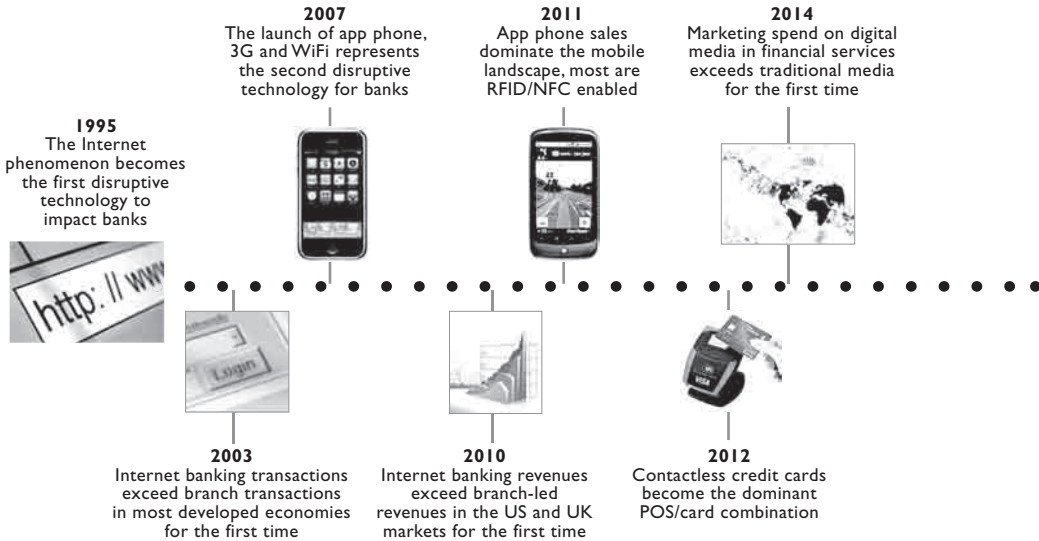 1995
The Internet
phenomenon becomes
the first disruptive
technology to
impact banks
http: // www
2003
Internet banking transactions
exceed branch transactions
in most developed economies
for the first time
Login
2007
The launch of app phone,
3G and WiFi represents
the second disruptive
technology for banks
2010
Internet banking revenues
exceed branch-led
revenues in the US and UK
markets for the first time
2011
App phone sales
dominate the mobile
landscape, most are
RFID/NFC enabled
2012
Contactless credit cards
become the dominant
POS/card combination
VISA
2014
Marketing spend on digital
media in financial services
exceeds traditional media
for the first time